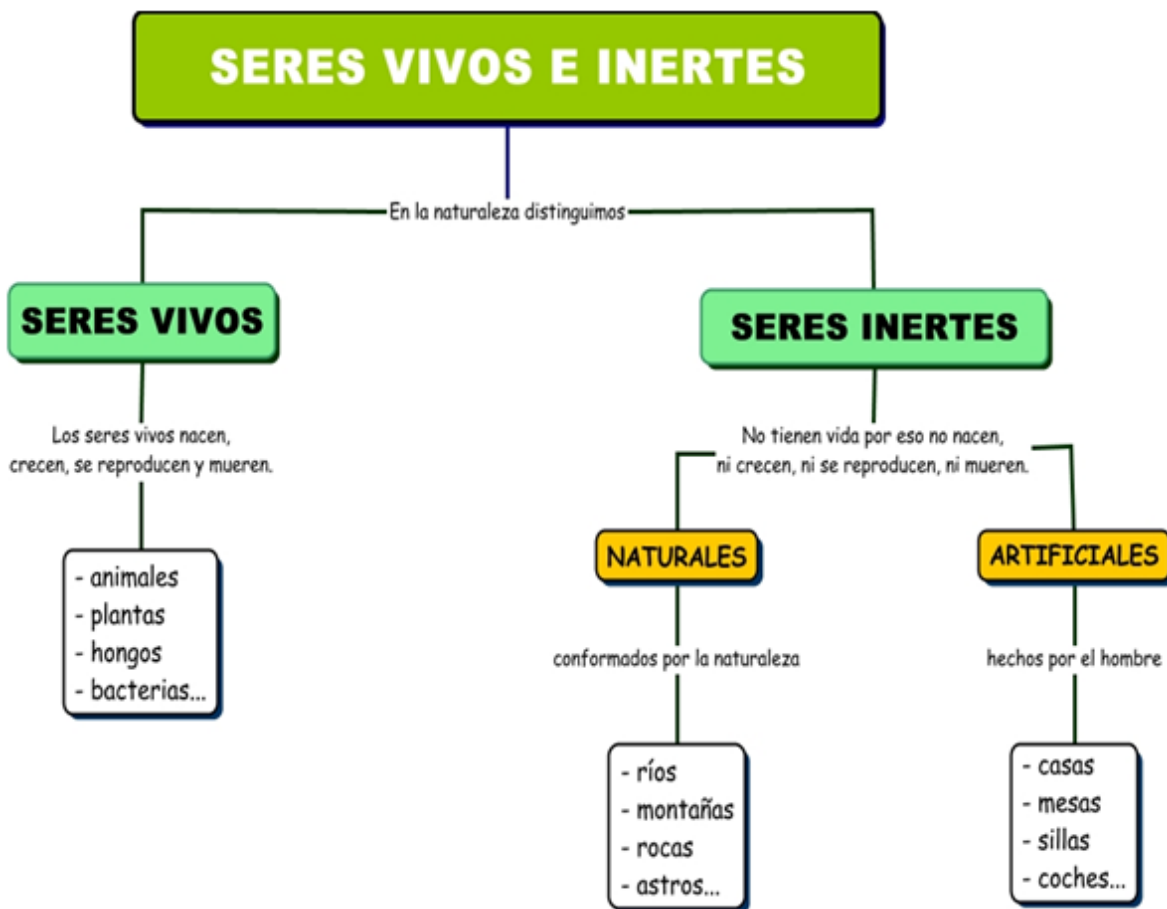 SERES VIVOS E INERTES
En la naturaleza distinguimos
SERES VIVOS
SERES INERTES
Los seres vivos nacen,
crecen, se reproducen y mueren.
No tienen vida por eso no nacen,
ni crecen, ni se reproducen, ni mueren.
- animales
- plantas
- hongos
- bacterias...
NATURALES
ARTIFICIALES
conformados por la naturaleza
hechos por el hombre
- ríos
- montañas
- rocas
- astros...
- casas
- mesas
- sillas
- coches...